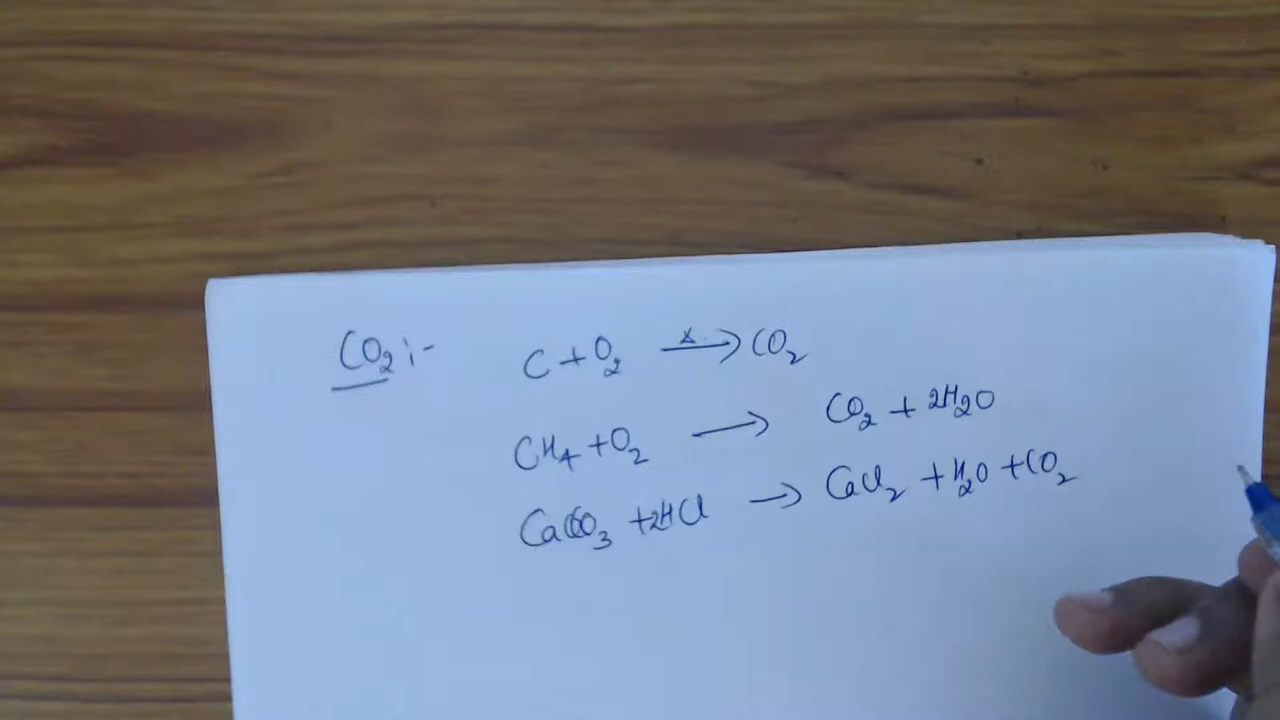 CO₂ :- C + O₂ —Δ→ CO₂
CH₄ + O₂ → CO₂ + 2H₂O
CaCO₃ + 2HCl → CaCl₂ + H₂O + CO₂